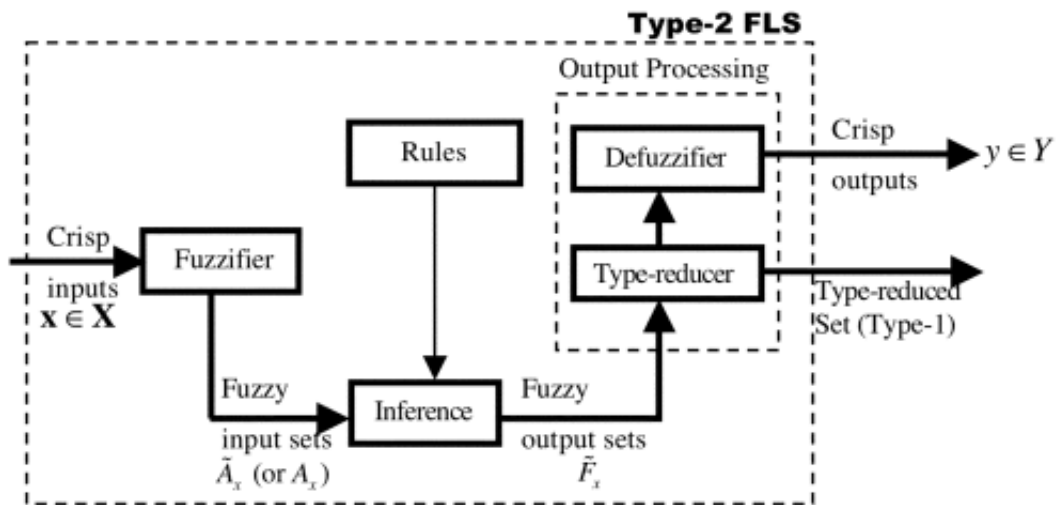 Type-2 FLS
Output Processing
Rules
Defuzzifier
Crisp
outputs
y ∈ Y
Crisp
inputs
x ∈ X
Fuzzifier
Type-reducer
Type-reduced
Set (Type-1)
Fuzzy
input sets
Ã_x (or A_x)
Inference
Fuzzy
output sets
F̃_x